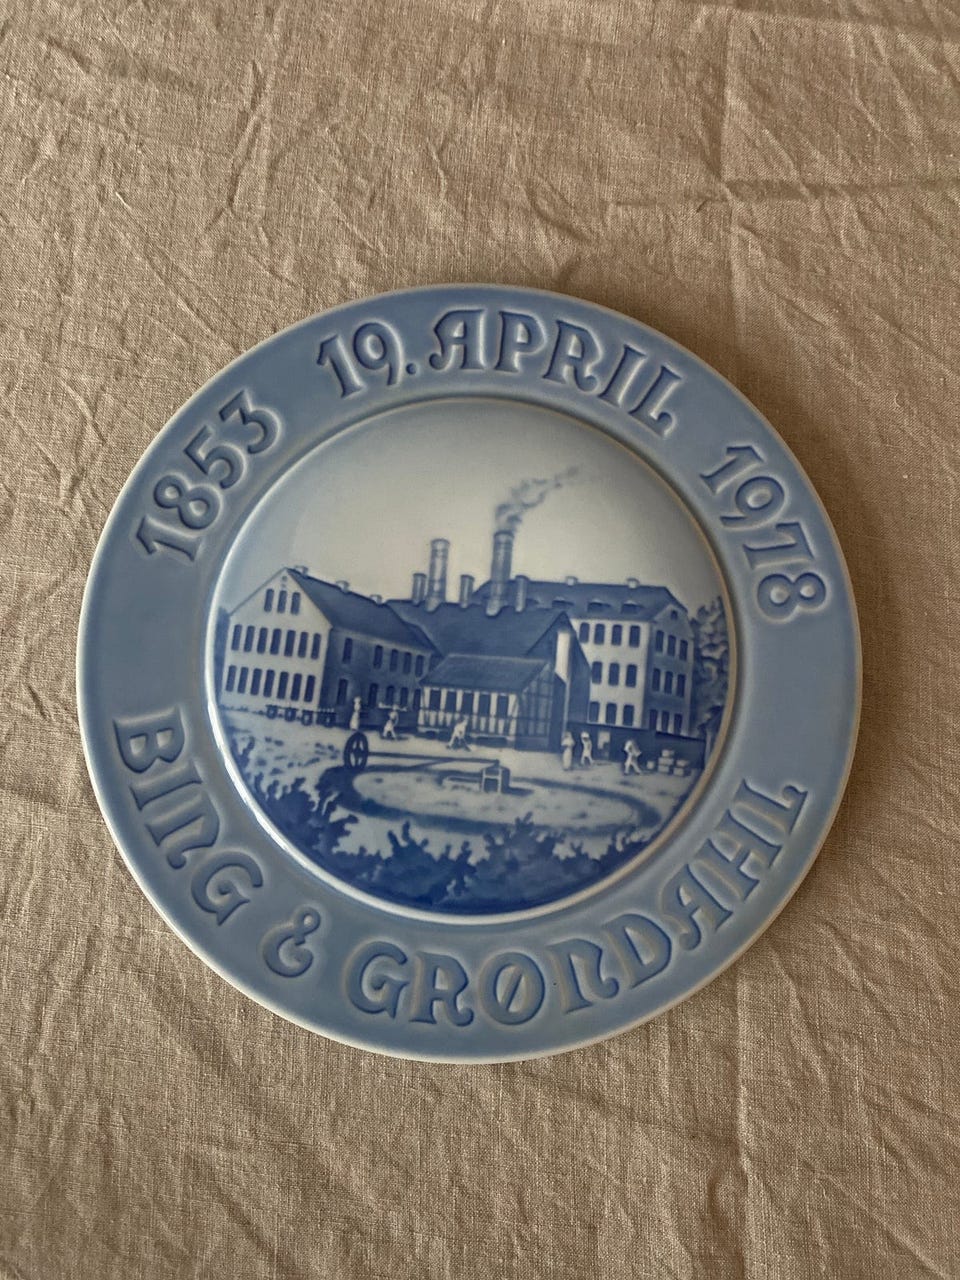 1853 19. APRIL 1978
BING & GRØNDAHL